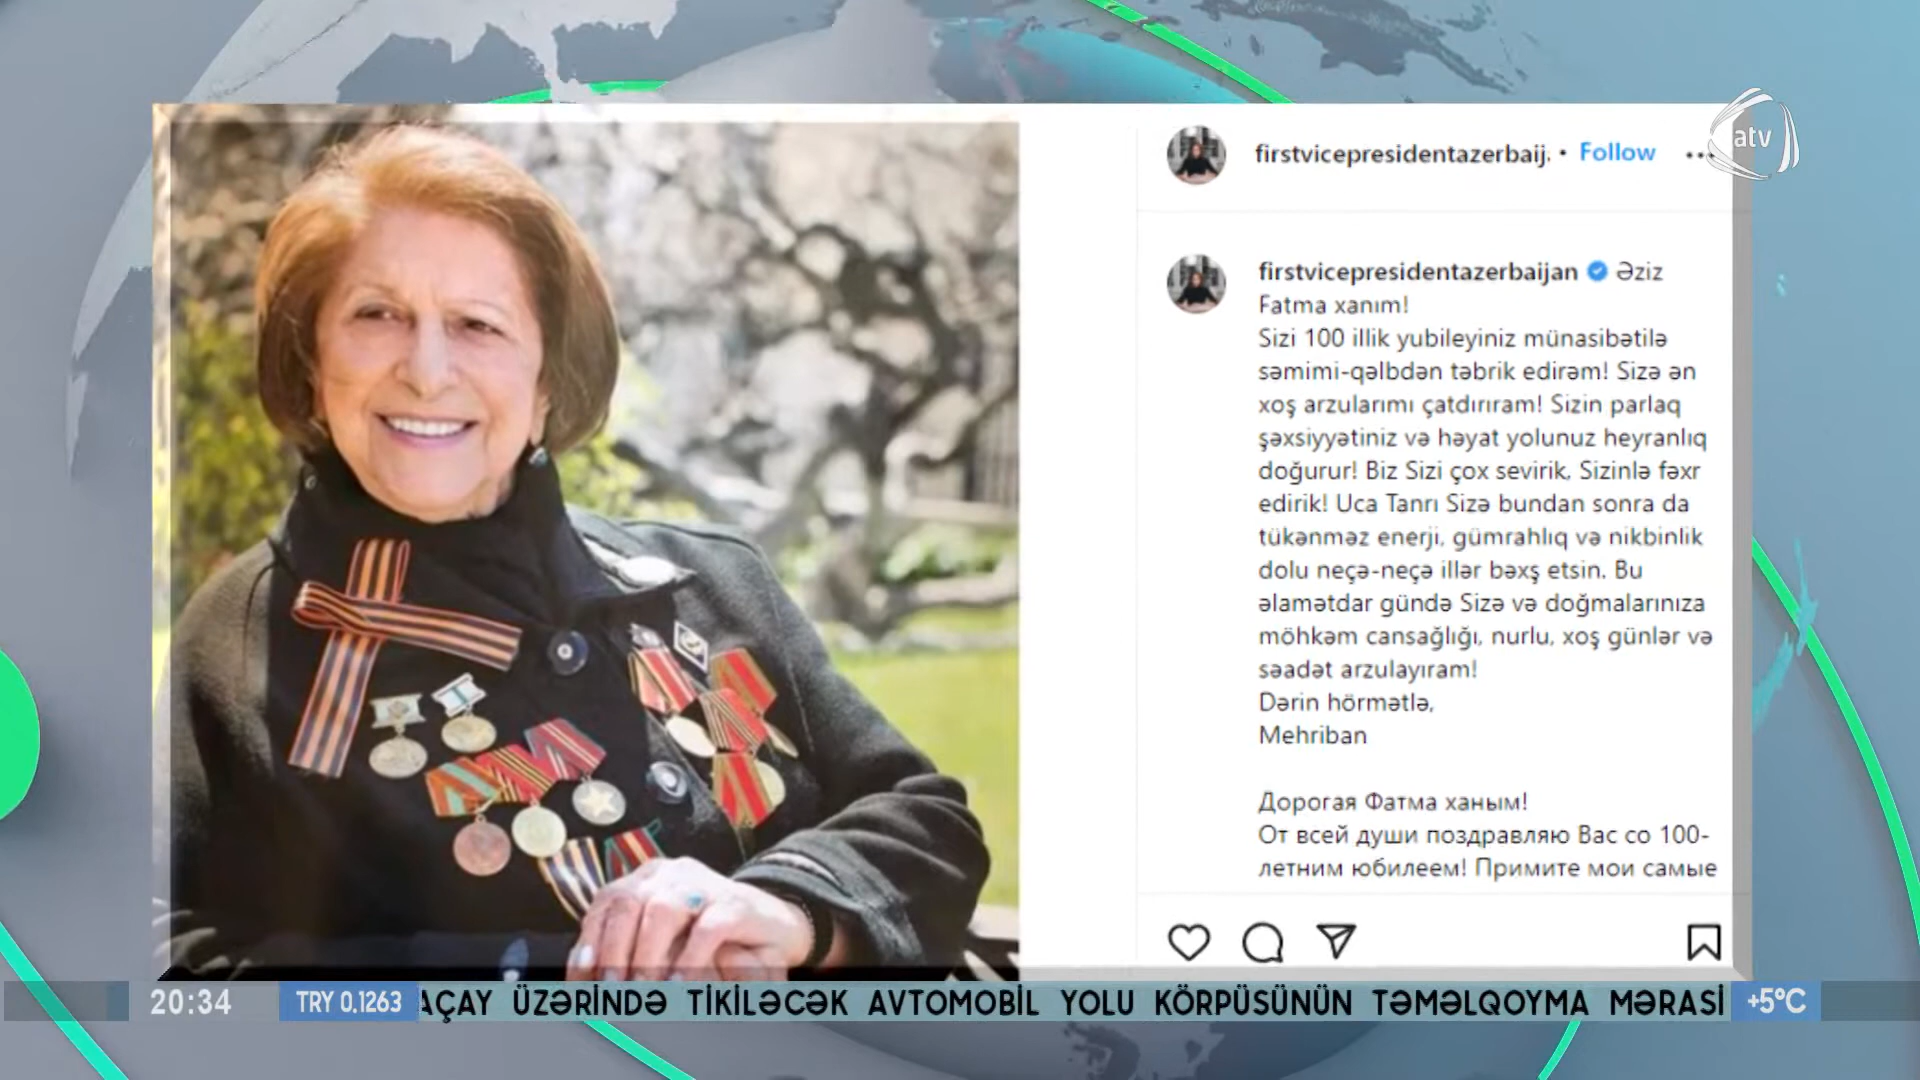 atv
firstvicepresidentazerbaij. • Follow ...
firstvicepresidentazerbaijan Əziz
Fatma xanım!
Sizi 100 illik yubileyiniz münasibətilə
səmimi-qəlbdən təbrik edirəm! Sizə ən
xoş arzularımı çatdırıram! Sizin parlaq
şəxsiyyətiniz və həyat yolunuz heyranlıq
doğurur! Biz Sizi çox sevirik, Sizinlə fəxr
edirik! Uca Tanrı Sizə bundan sonra da
tükənməz enerji, gümrahlıq və nikbinlik
dolu neçə-neçə illər bəxş etsin. Bu
əlamətdar gündə Sizə və doğmalarınıza
möhkəm cansağlığı, nurlu, xoş günlər və
səadət arzulayıram!
Dərin hörmətlə,
Mehriban
Дорогая Фатма ханым!
От всей души поздравляю Вас со 100-
летним юбилеем! Примите мои самые
20:34 TRY 0,1263 AÇAY ÜZƏRİNDƏ TİKİLƏCƏK AVTOMOBİL YOLU KÖRPÜSÜNÜN TƏMƏLQOYMA MƏRASİ +5°C